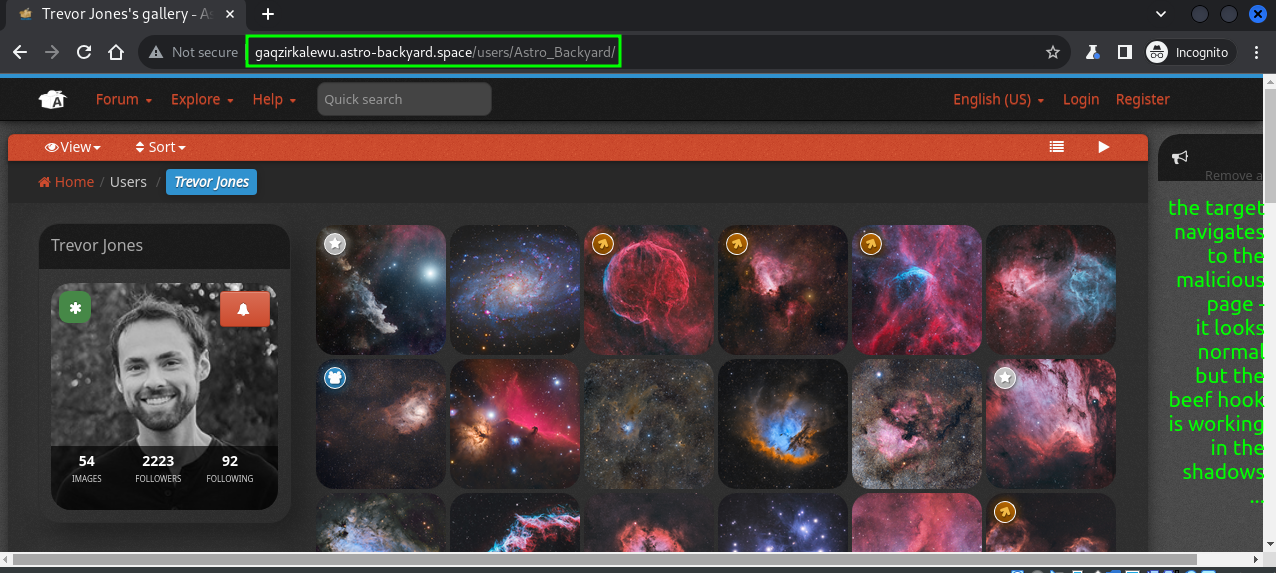 Trevor Jones's gallery - As
Not secure
gaqzirkalewu.astro-backyard.space/users/Astro_Backyard/
Incognito
A
Forum
Explore
Help
Quick search
English (US)
Login
Register
View
Sort
Home / Users / Trevor Jones
Remove a
Trevor Jones
54
2223
92
IMAGES
FOLLOWERS
FOLLOWING
the target
navigates
to the
malicious
page -
it looks
normal
but the
beef hook
is working
in the
shadows
...